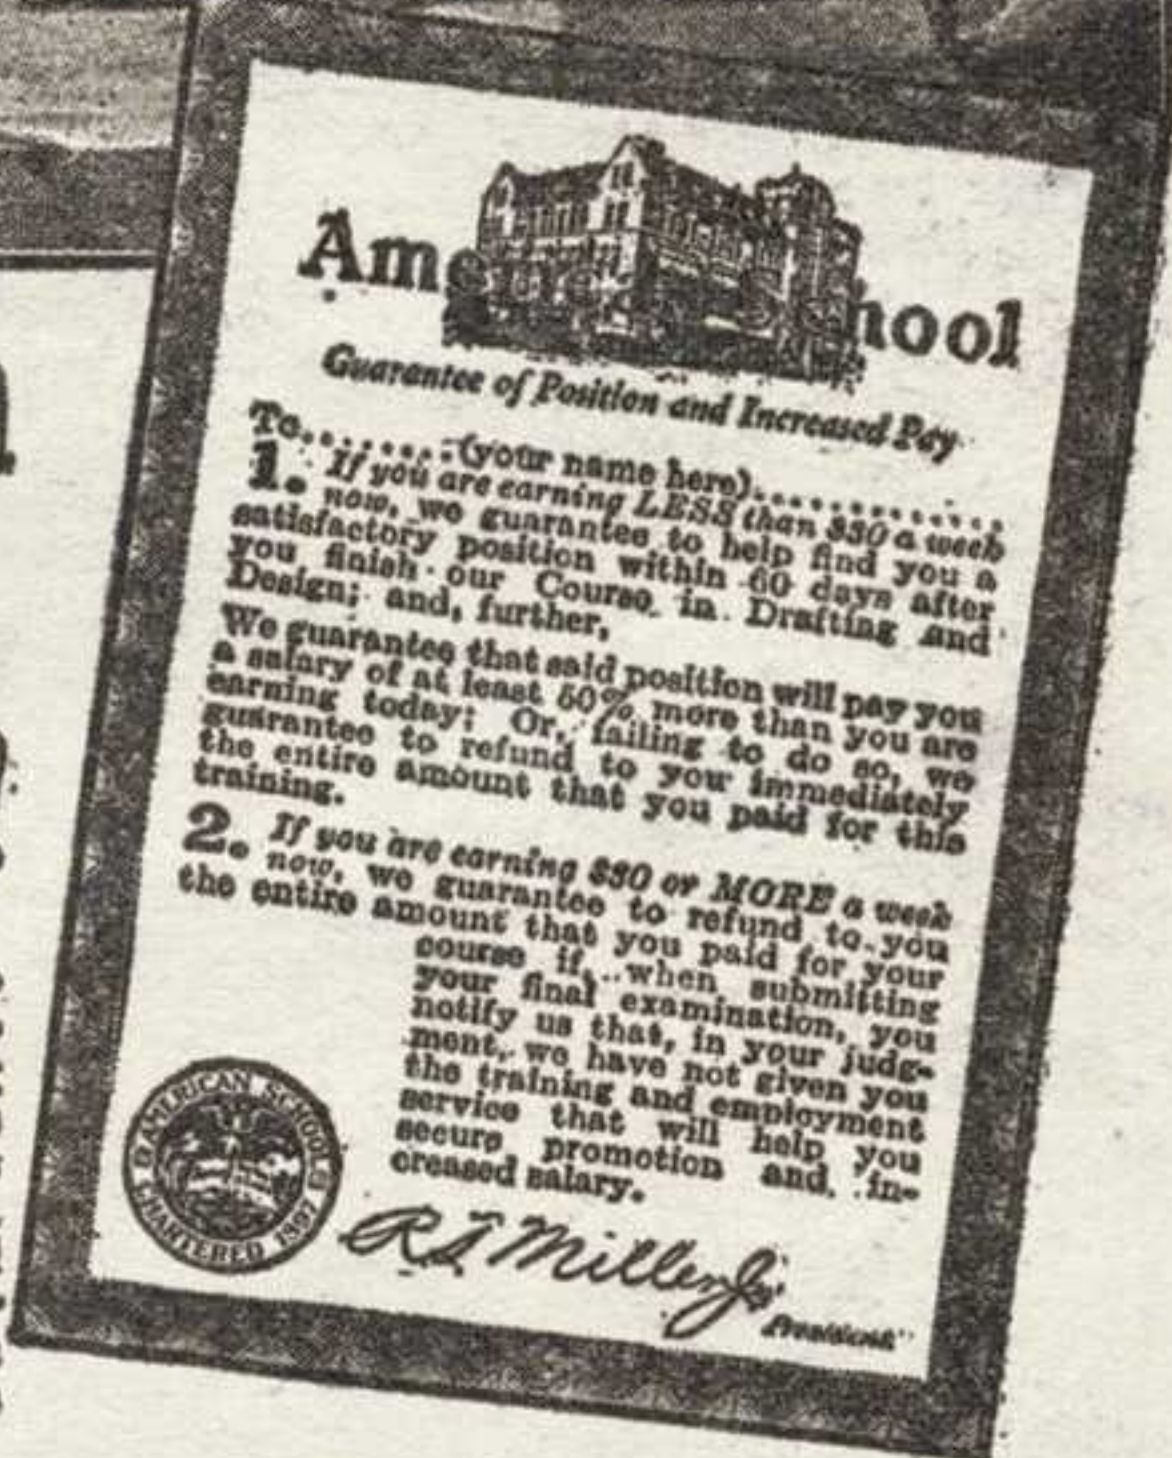 American School
Guarantee of Position and Increased Pay
To........(your name here).............
1. If you are earning LESS than $30 a week
now, we guarantee to help find you a
satisfactory position within 60 days after
you finish our Course in Drafting and
Design; and, further,
We guarantee that said position will pay you
a salary of at least 50% more than you are
earning today; Or, failing to do so, we
guarantee to refund to you immediately
the entire amount that you paid for this
training.
2. If you are earning $30 or MORE a week
now, we guarantee to refund to you
the entire amount that you paid for your
course if, when submitting
your final examination, you
notify us that, in your judg-
ment, we have not given you
the training and employment
service that will help you
secure promotion and in-
creased salary.
AMERICAN SCHOOL
CHARTERED 1897
R T Miller Jr
President